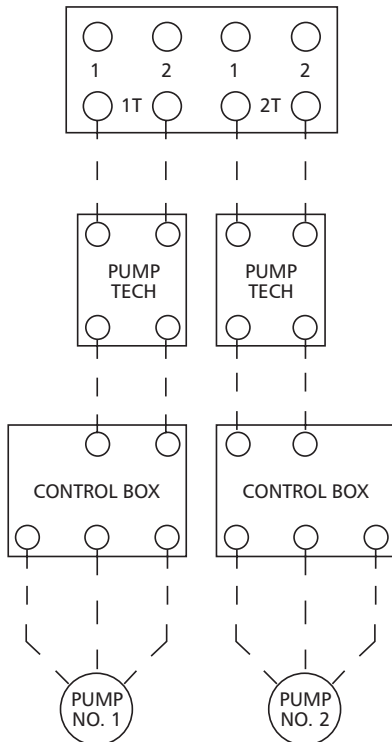 1 2 1 2
1T 2T
PUMP
TECH
PUMP
TECH
CONTROL BOX
CONTROL BOX
PUMP
NO. 1
PUMP
NO. 2